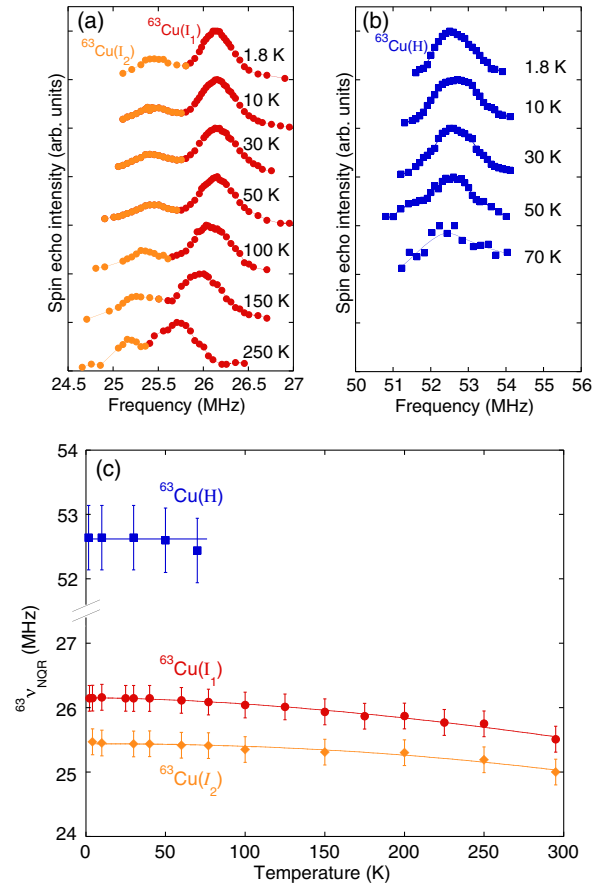 (a)
⁶³Cu(I₁)
⁶³Cu(I₂)
1.8 K
10 K
30 K
50 K
100 K
150 K
250 K
Spin echo intensity (arb. units)
24.5 25 25.5 26 26.5 27
Frequency (MHz)
(b)
⁶³Cu(H)
1.8 K
10 K
30 K
50 K
70 K
Spin echo intensity (arb. units)
50 51 52 53 54 55 56
Frequency (MHz)
(c)
54
53
52
27
26
25
24
⁶³ν_NQR (MHz)
⁶³Cu(H)
⁶³Cu(I₁)
⁶³Cu(I₂)
0 50 100 150 200 250 300
Temperature (K)